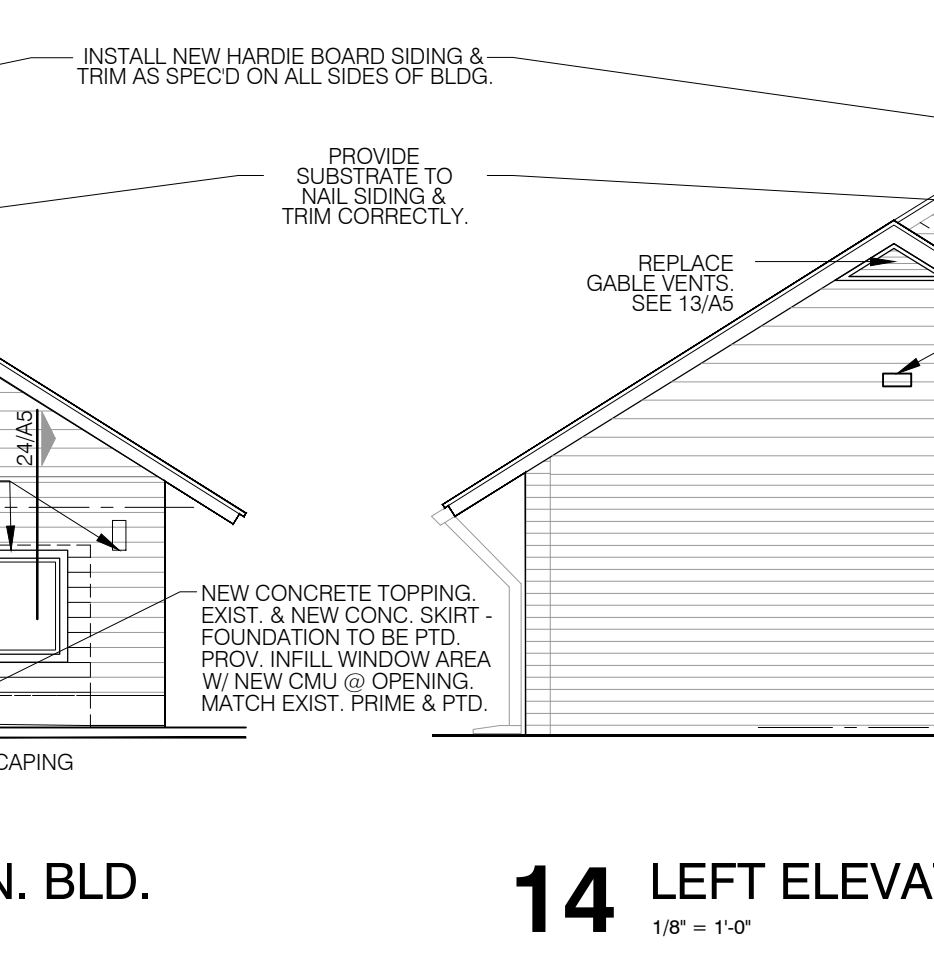 INSTALL NEW HARDIE BOARD SIDING &
TRIM AS SPEC'D ON ALL SIDES OF BLDG.
PROVIDE
SUBSTRATE TO
NAIL SIDING &
TRIM CORRECTLY.
REPLACE
GABLE VENTS.
SEE 13/A5
24/A5
NEW CONCRETE TOPPING.
EXIST. & NEW CONC. SKIRT -
FOUNDATION TO BE PTD.
PROV. INFILL WINDOW AREA
W/ NEW CMU @ OPENING.
MATCH EXIST. PRIME & PTD.
CAPING
N. BLD.
14 LEFT ELEVAT
1/8" = 1'-0"